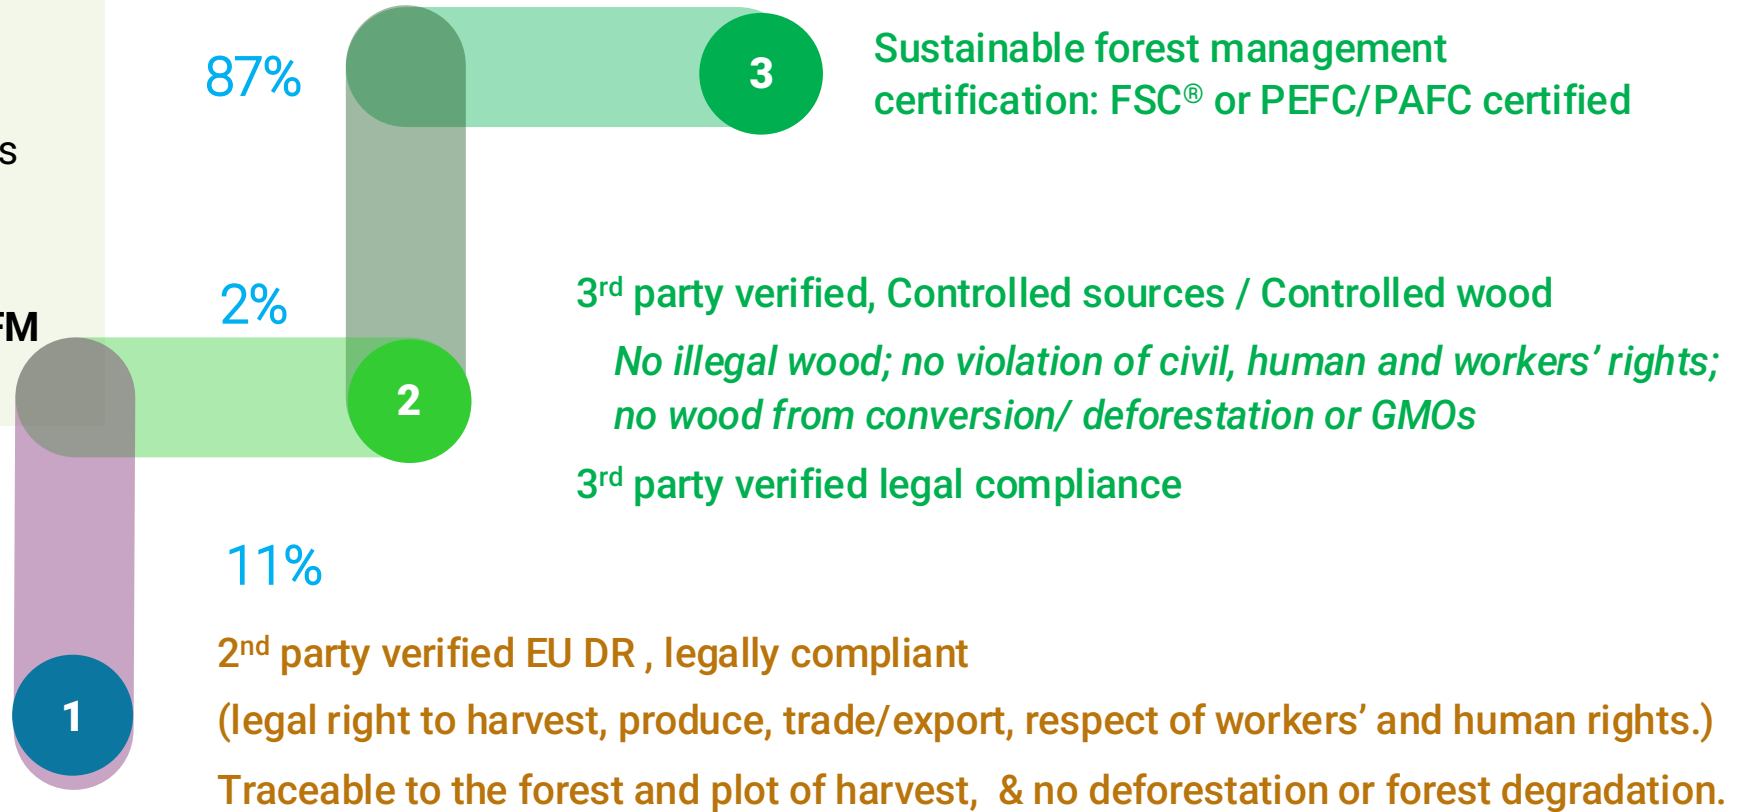 87%
3
Sustainable forest management
certification: FSC® or PEFC/PAFC certified
s
2%
FM
3rd party verified, Controlled sources / Controlled wood
No illegal wood; no violation of civil, human and workers’ rights;
2
no wood from conversion/ deforestation or GMOs
3rd party verified legal compliance
11%
2nd party verified EU DR , legally compliant
1
(legal right to harvest, produce, trade/export, respect of workers’ and human rights.)
Traceable to the forest and plot of harvest,  & no deforestation or forest degradation.